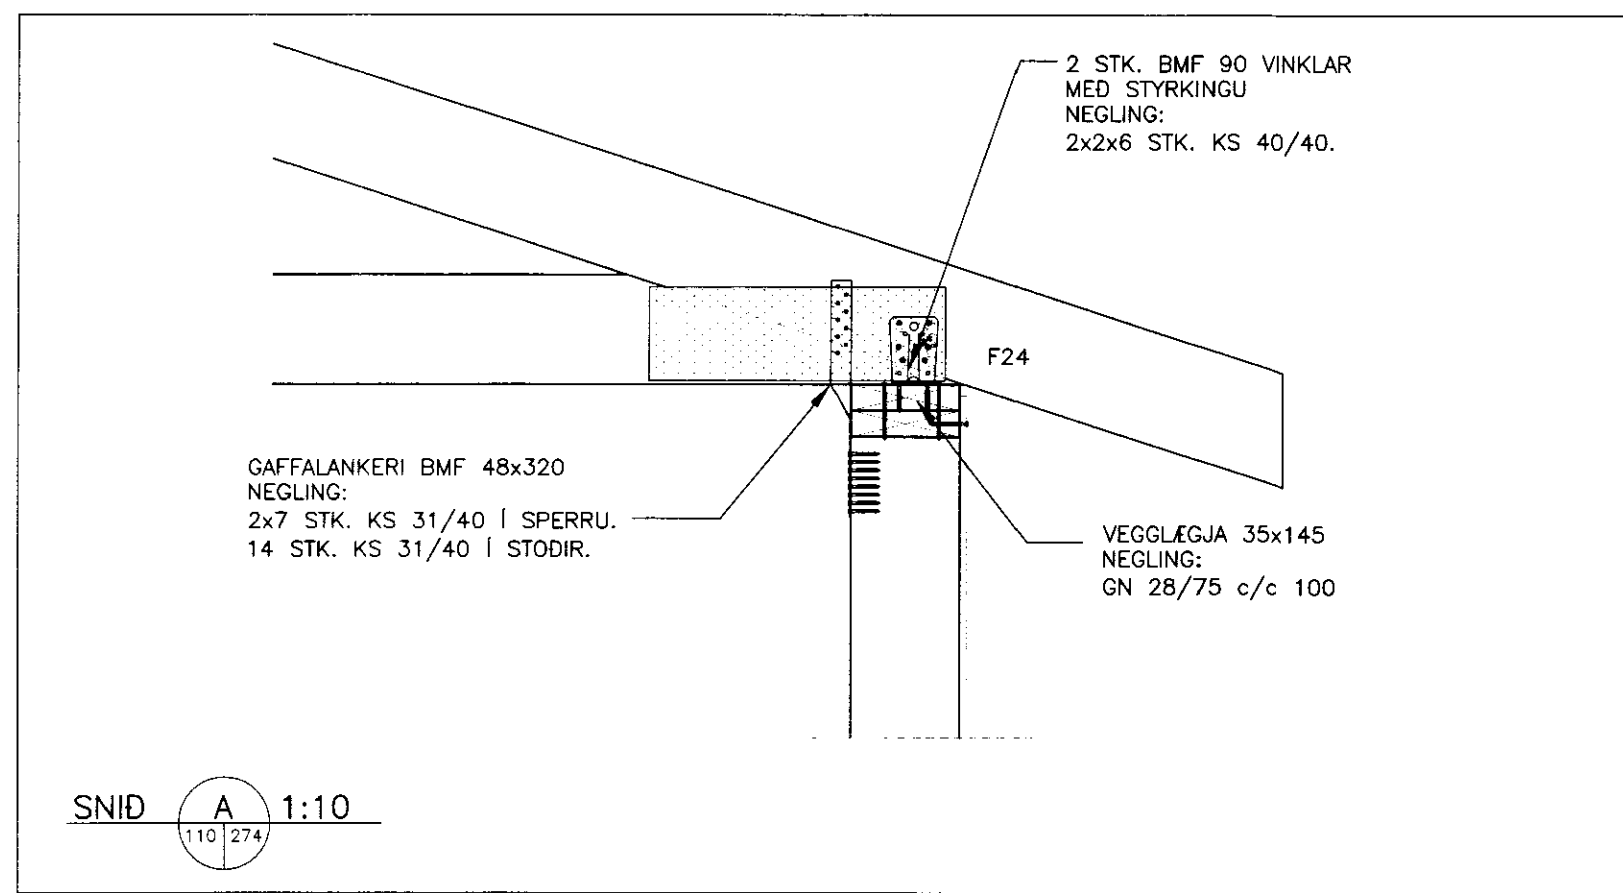 2 STK. BMF 90 VINKLAR
MEÐ STYRKINGU
NEGLING:
2x2x6 STK. KS 40/40.
F24
GAFFALANKERI BMF 48x320
NEGLING:
2x7 STK. KS 31/40 Í SPERRU.
14 STK. KS 31/40 Í STOÐIR.
VEGGLÆGJA 35x145
NEGLING:
GN 28/75 c/c 100
SNIÐ A 1:10
110 274